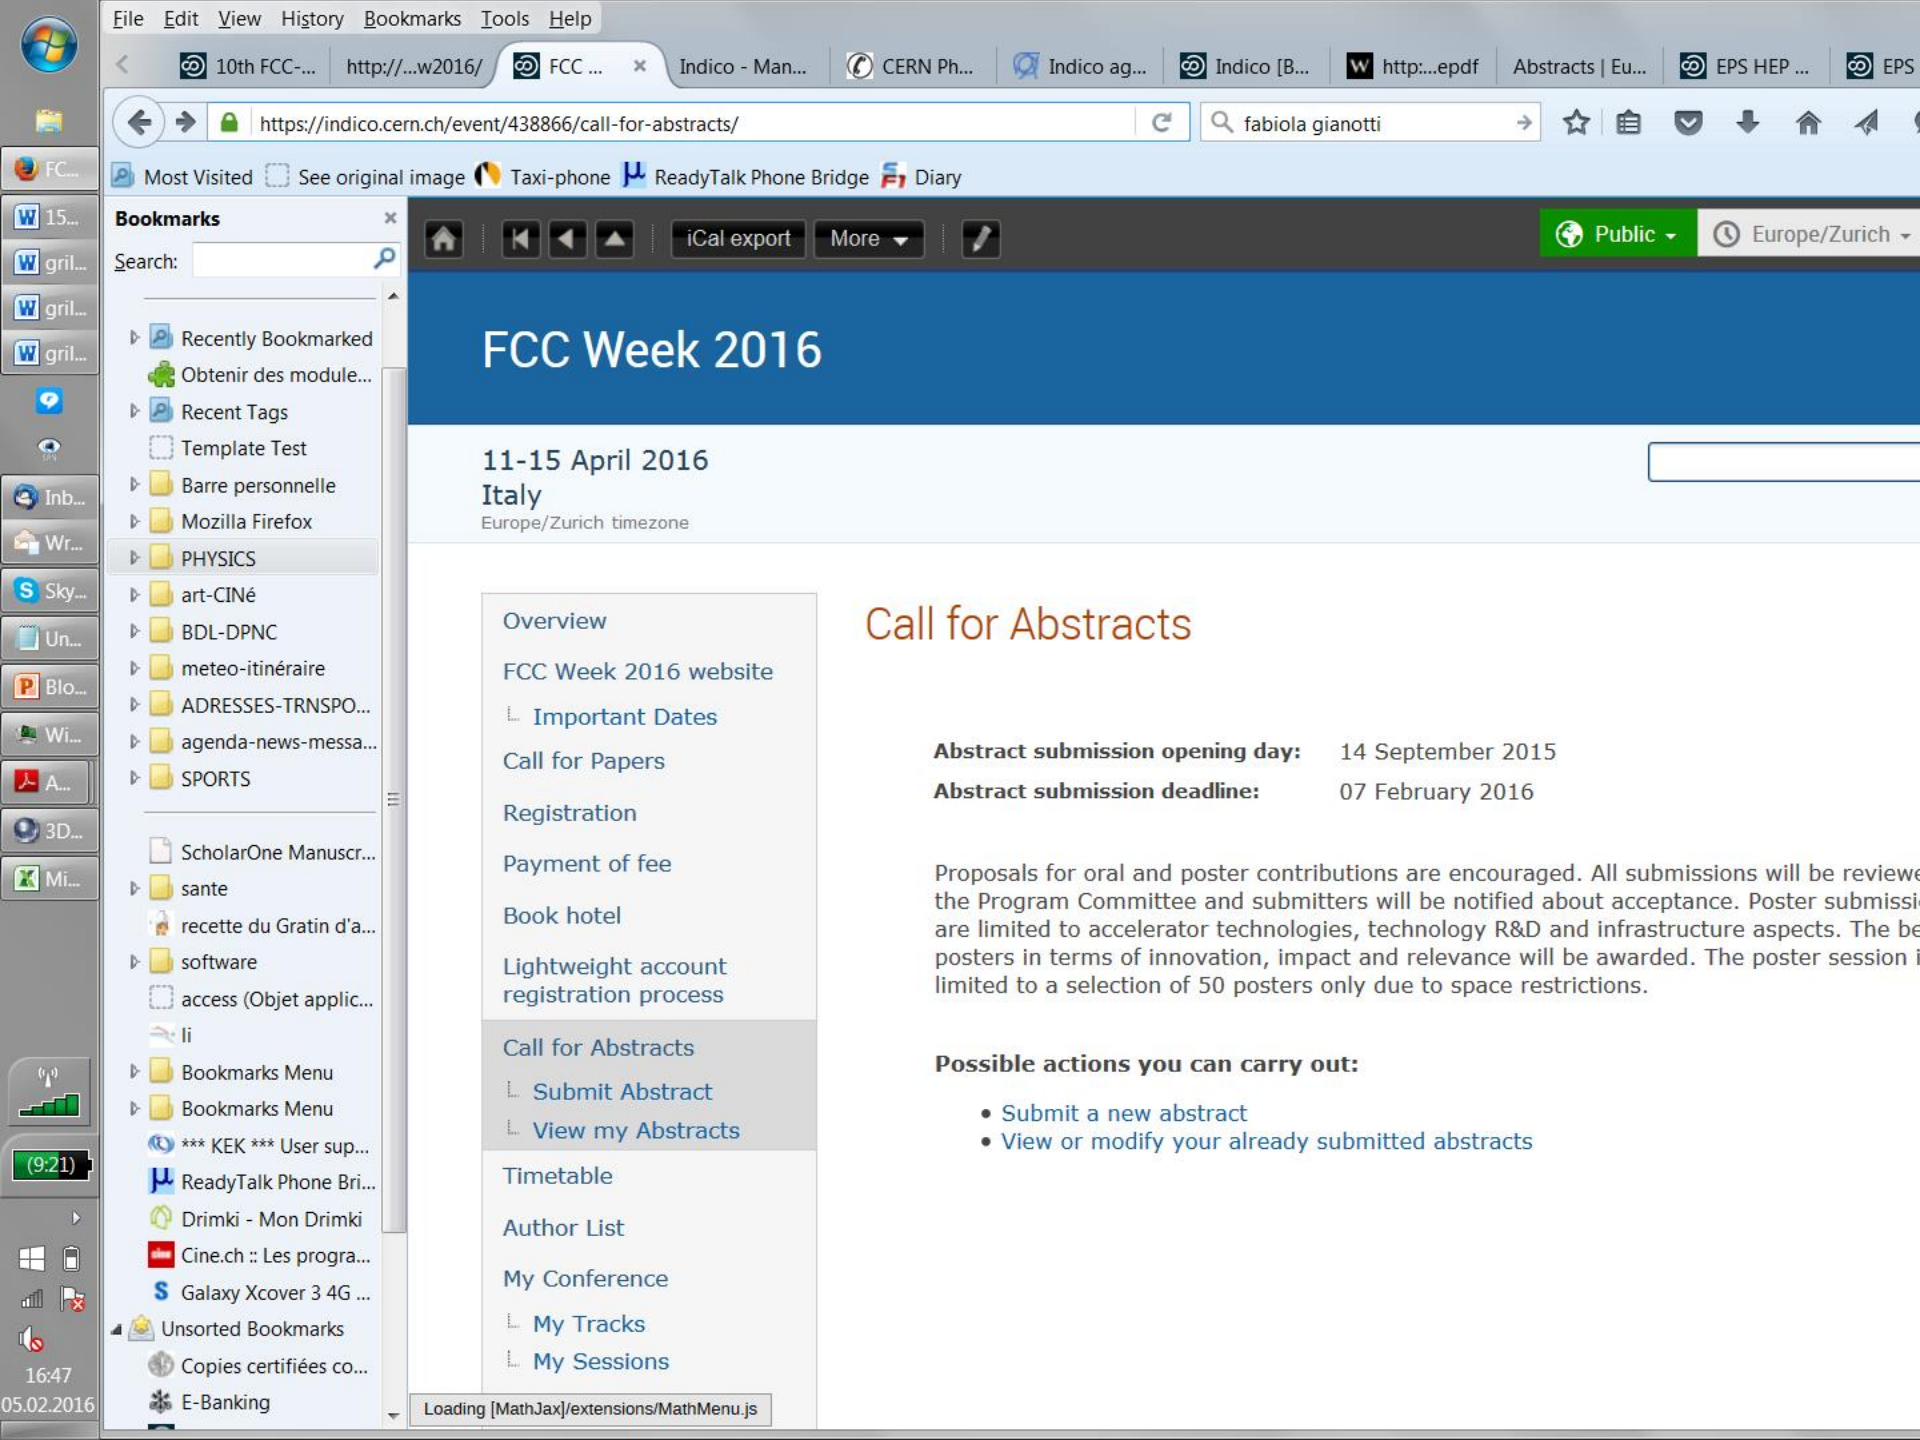 File Edit View History Bookmarks Tools Help
10th FCC-... http://...w2016/ FCC ... × Indico - Man... CERN Ph... Indico ag... Indico [B... http:...epdf Abstracts | Eu... EPS HEP ... EPS
https://indico.cern.ch/event/438866/call-for-abstracts/ fabiola gianotti
Most Visited See original image Taxi-phone ReadyTalk Phone Bridge Diary
FC...
15...
gril...
gril...
gril...
Inb...
Wr...
Sky...
Un...
Blo...
Wi...
A...
3D...
Mi...
(9:21)
16:47
05.02.2016
Bookmarks ×
Search:
Recently Bookmarked
Obtenir des module...
Recent Tags
Template Test
Barre personnelle
Mozilla Firefox
PHYSICS
art-CINé
BDL-DPNC
meteo-itinéraire
ADRESSES-TRNSPO...
agenda-news-messa...
SPORTS
ScholarOne Manuscr...
sante
recette du Gratin d'a...
software
access (Objet applic...
li
Bookmarks Menu
Bookmarks Menu
*** KEK *** User sup...
ReadyTalk Phone Bri...
Drimki - Mon Drimki
Cine.ch :: Les progra...
Galaxy Xcover 3 4G ...
Unsorted Bookmarks
Copies certifiées co...
E-Banking
iCal export More Public Europe/Zurich
FCC Week 2016
11-15 April 2016
Italy
Europe/Zurich timezone
Overview
FCC Week 2016 website
Important Dates
Call for Papers
Registration
Payment of fee
Book hotel
Lightweight account
registration process
Call for Abstracts
Submit Abstract
View my Abstracts
Timetable
Author List
My Conference
My Tracks
My Sessions
Call for Abstracts
Abstract submission opening day: 14 September 2015
Abstract submission deadline: 07 February 2016
Proposals for oral and poster contributions are encouraged. All submissions will be reviewe
the Program Committee and submitters will be notified about acceptance. Poster submissi
are limited to accelerator technologies, technology R&D and infrastructure aspects. The be
posters in terms of innovation, impact and relevance will be awarded. The poster session i
limited to a selection of 50 posters only due to space restrictions.
Possible actions you can carry out:
• Submit a new abstract
• View or modify your already submitted abstracts
Loading [MathJax]/extensions/MathMenu.js